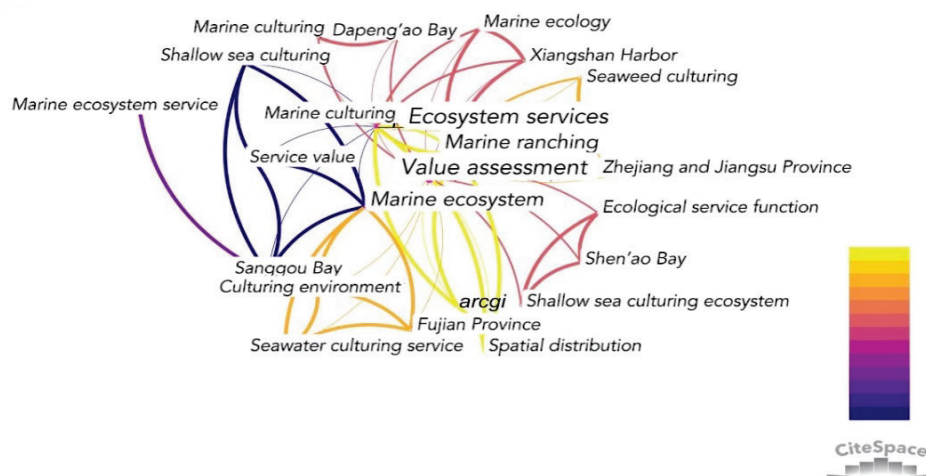 Marine culturing
Dapeng'ao Bay
Marine ecology
Shallow sea culturing
Xiangshan Harbor
Seaweed culturing
Marine ecosystem service
Marine culturing
Ecosystem services
Marine ranching
Service value
Value assessment
Zhejiang and Jiangsu Province
Marine ecosystem
Ecological service function
Shen'ao Bay
Sanggou Bay
Culturing environment
arcgi
Shallow sea culturing ecosystem
Fujian Province
Seawater culturing service
Spatial distribution
CiteSpace